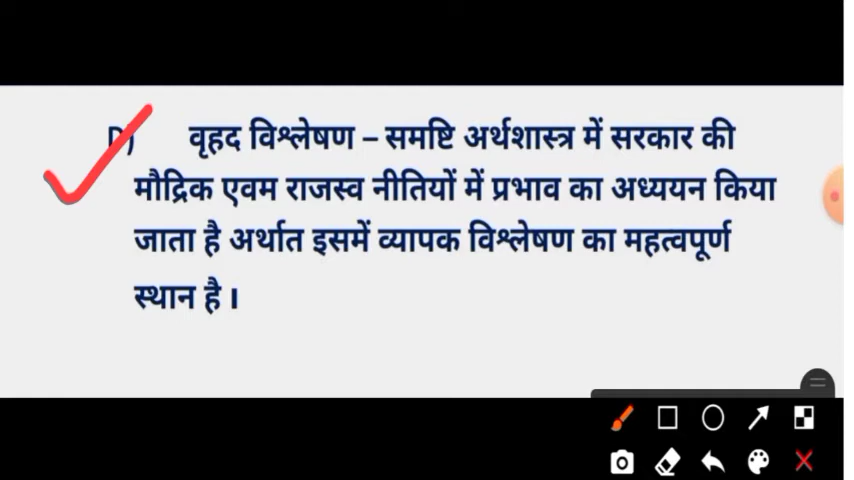 D) वृहद विश्लेषण – समष्टि अर्थशास्त्र में सरकार की
मौद्रिक एवम राजस्व नीतियों में प्रभाव का अध्ययन किया
जाता है अर्थात इसमें व्यापक विश्लेषण का महत्वपूर्ण
स्थान है ।